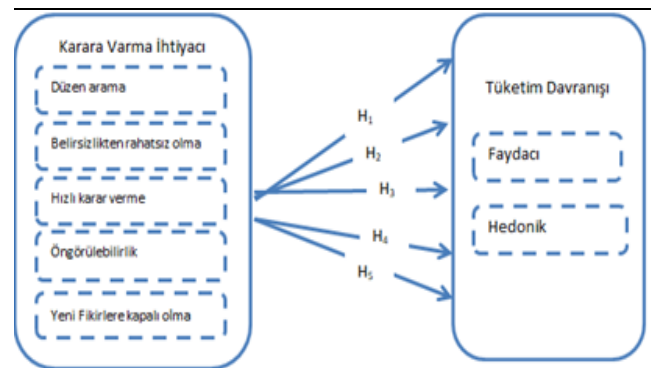 Karara Varma İhtiyacı
Düzen arama
Belirsizlikten rahatsız olma
Hızlı karar verme
Öngörülebilirlik
Yeni Fikirlere kapalı olma
H₁
H₂
H₃
H₄
H₅
Tüketim Davranışı
Faydacı
Hedonik